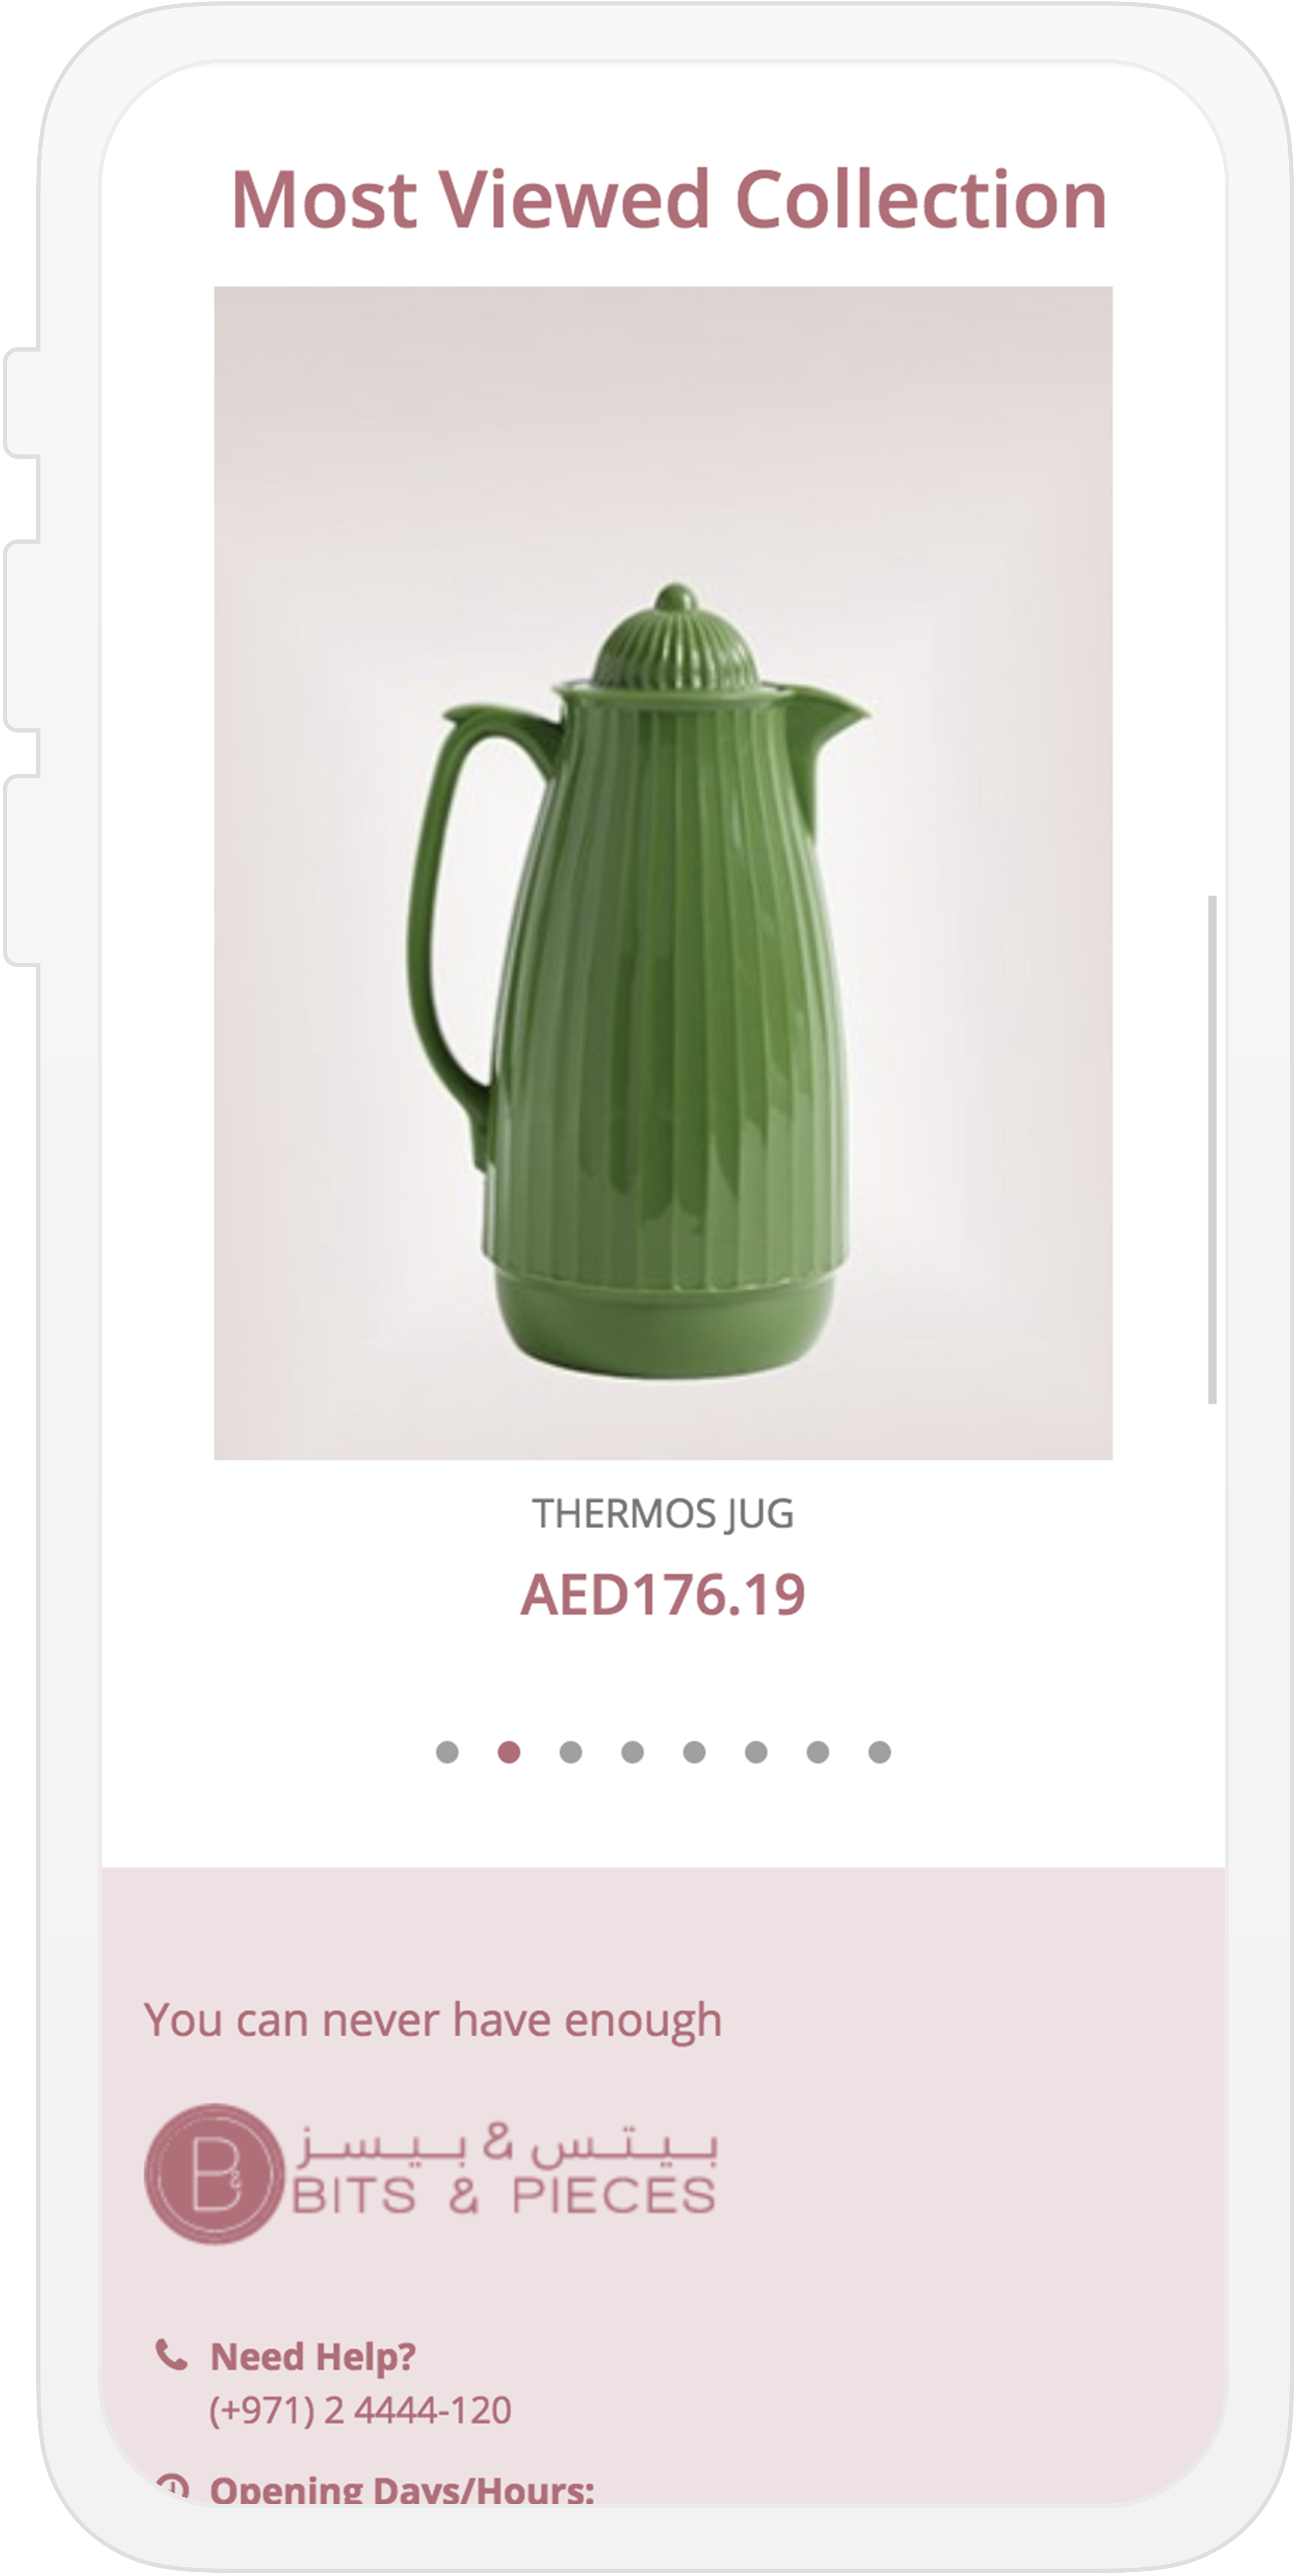 Most Viewed Collection
THERMOS JUG
AED176.19
You can never have enough
B
بيتس & بيسز
BITS & PIECES
Need Help?
(+971) 2 4444-120
Opening Days/Hours: